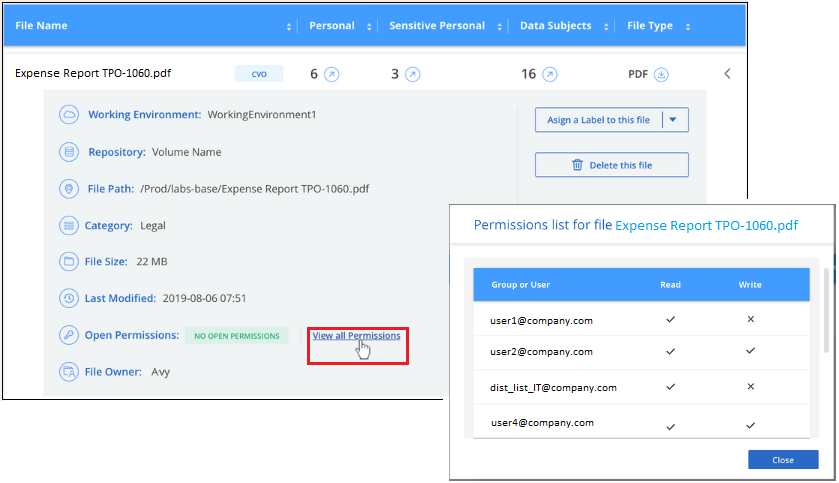 File Name Personal Sensitive Personal Data Subjects File Type
Expense Report TPO-1060.pdf CVO 6 3 16 PDF
Working Environment: WorkingEnvironment1
Repository: Volume Name
File Path: /Prod/labs-base/Expense Report TPO-1060.pdf
Category: Legal
File Size: 22 MB
Last Modified: 2019-08-06 07:51
Open Permissions: NO OPEN PERMISSIONS View all Permissions
File Owner: Avy
Asign a Label to this file
Delete this file
Permissions list for file Expense Report TPO-1060.pdf
Group or User Read Write
user1@company.com ✓ ✕
user2@company.com ✓ ✓
dist_list_IT@company.com ✓ ✕
user4@company.com ✓ ✓
Close